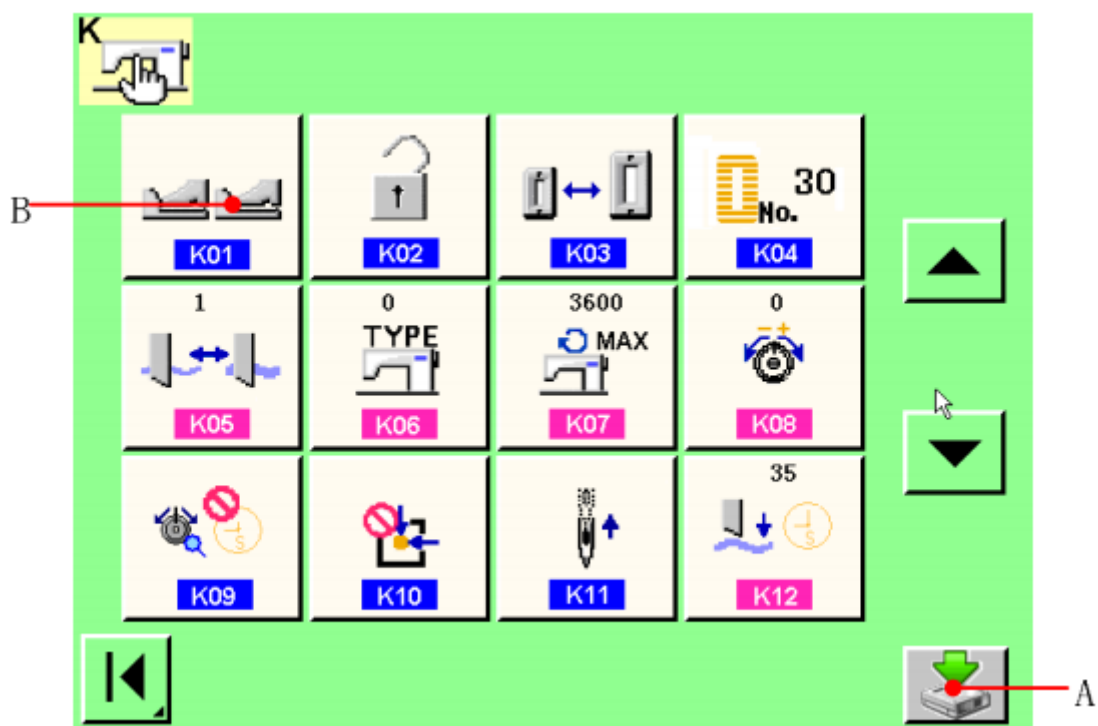 K
30
No.
B
K01 K02 K03 K04
1 0 3600 0
TYPE MAX
- +
K05 K06 K07 K08
35
S S
K09 K10 K11 K12
A